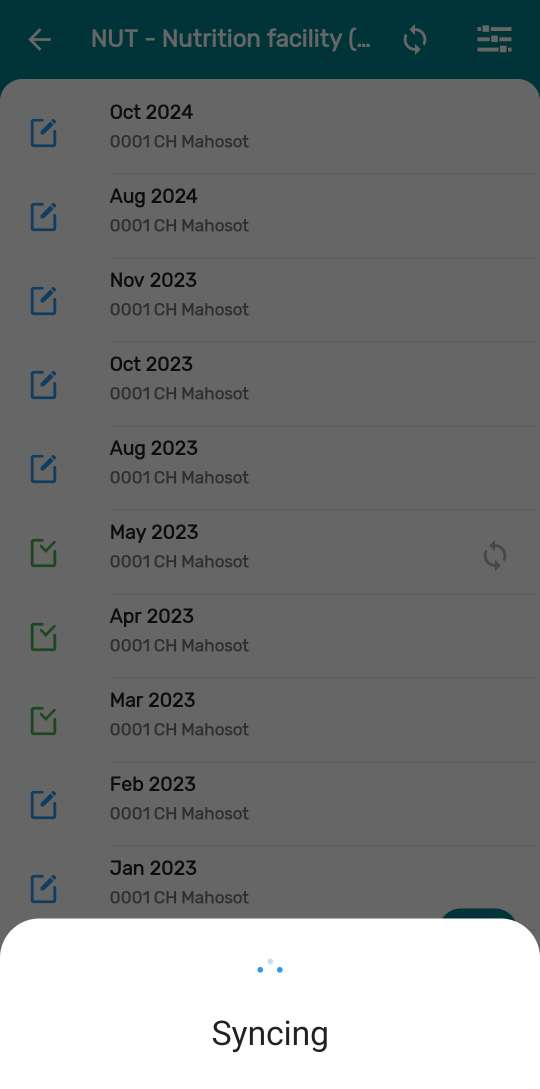 NUT - Nutrition facility (...
Oct 2024
0001 CH Mahosot
Aug 2024
0001 CH Mahosot
Nov 2023
0001 CH Mahosot
Oct 2023
0001 CH Mahosot
Aug 2023
0001 CH Mahosot
May 2023
0001 CH Mahosot
Apr 2023
0001 CH Mahosot
Mar 2023
0001 CH Mahosot
Feb 2023
0001 CH Mahosot
Jan 2023
0001 CH Mahosot
Syncing